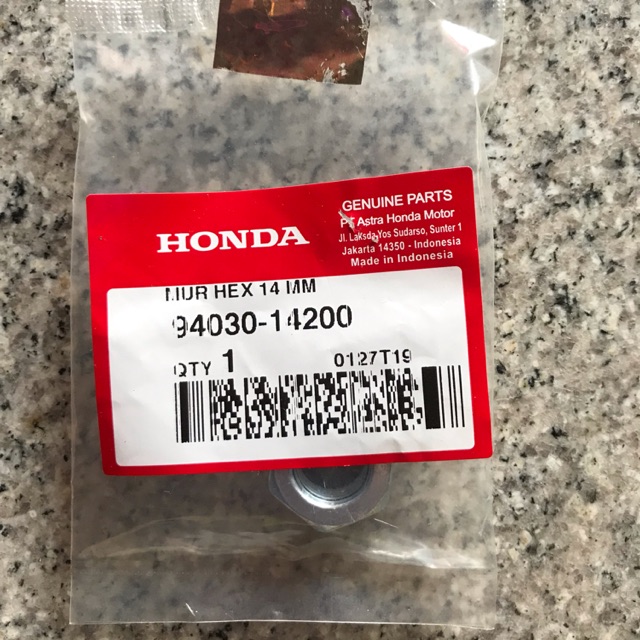 HONDA
GENUINE PARTS
PT Astra Honda Motor
Jl. Laksda Yos Sudarso, Sunter 1
Jakarta 14350 - Indonesia
Made in Indonesia
MUR HEX 14 MM
94030-14200
QTY 1 0127T19